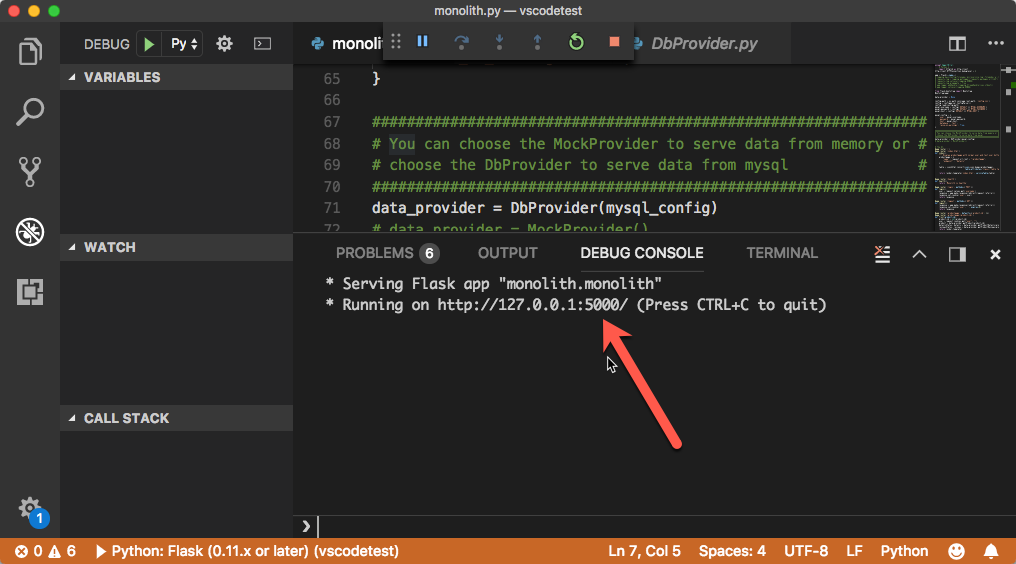 monolith.py — vscodetest
DEBUG Py
monolit
DbProvider.py
VARIABLES
WATCH
CALL STACK
65 }
66
67 ##################################################################
68 # You can choose the MockProvider to serve data from memory or #
69 # choose the DbProvider to serve data from mysql #
70 ##################################################################
71 data_provider = DbProvider(mysql_config)
72 # data_provider = MockProvider()
PROBLEMS 6 OUTPUT DEBUG CONSOLE TERMINAL
* Serving Flask app "monolith.monolith"
* Running on http://127.0.0.1:5000/ (Press CTRL+C to quit)
1
0 6 Python: Flask (0.11.x or later) (vscodetest) Ln 7, Col 5 Spaces: 4 UTF-8 LF Python